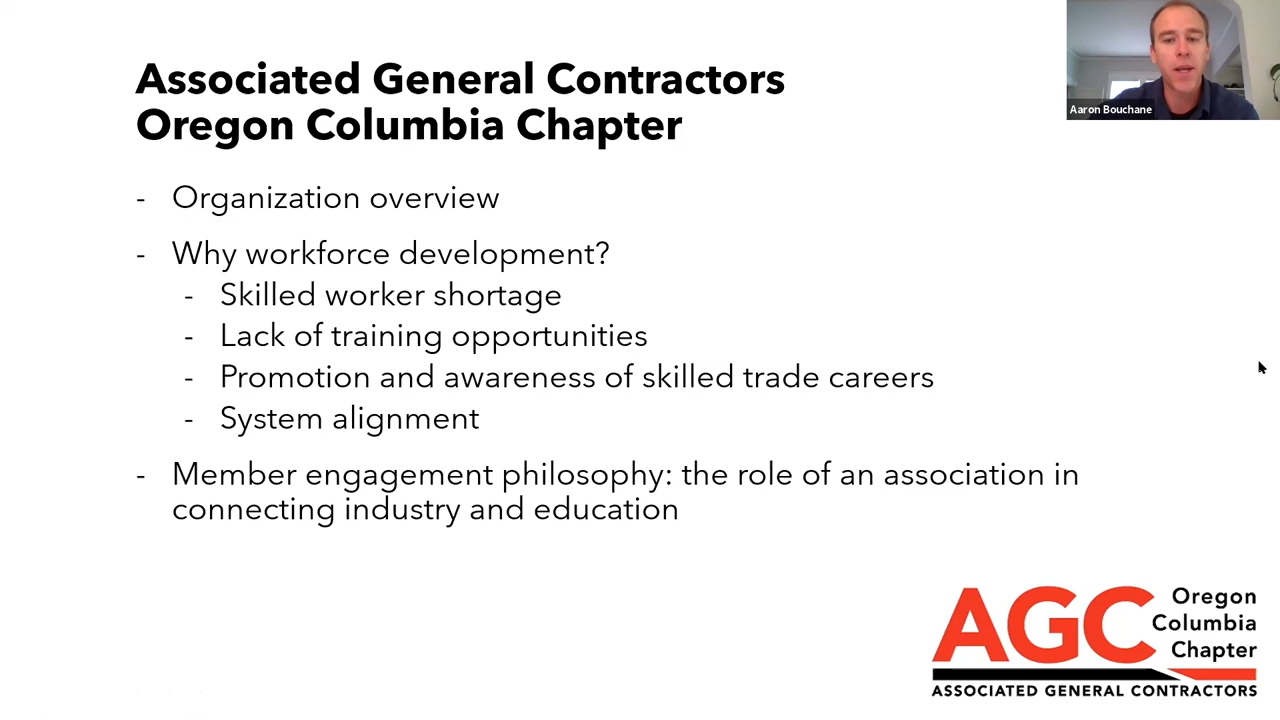 Associated General Contractors
Oregon Columbia Chapter
- Organization overview
- Why workforce development?
- Skilled worker shortage
- Lack of training opportunities
- Promotion and awareness of skilled trade careers
- System alignment
- Member engagement philosophy: the role of an association in
connecting industry and education
Aaron Bouchane
AGC
Oregon
Columbia
Chapter
ASSOCIATED GENERAL CONTRACTORS